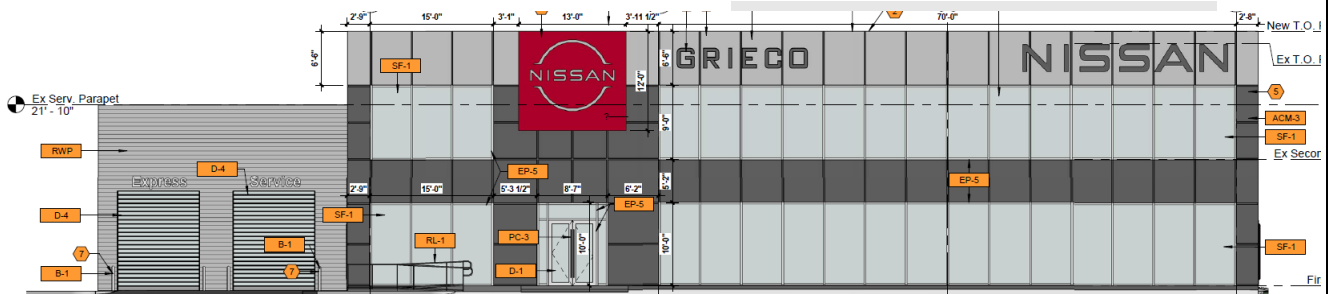 2'-9" 15'-0" 3'-1" 13'-0" 3'-11 1/2" 70'-0" 2'-8"
New T.O.
6'-6" SF-1 NISSAN 12'-0" 6'-6" GRIECO NISSAN Ex T.O.
Ex Serv. Parapet
21' - 10"
5
ACM-3
9'-0" SF-1
RWP
Ex Secon
D-4 Express Service EP-5 5'-2" EP-5
2'-9" 15'-0" 5'-3 1/2" 8'-7" 6'-2"
D-4 SF-1 EP-5
RL-1 PC-3 10'-0" 10'-0"
B-1 SF-1
7 7
B-1 D-1
Fir